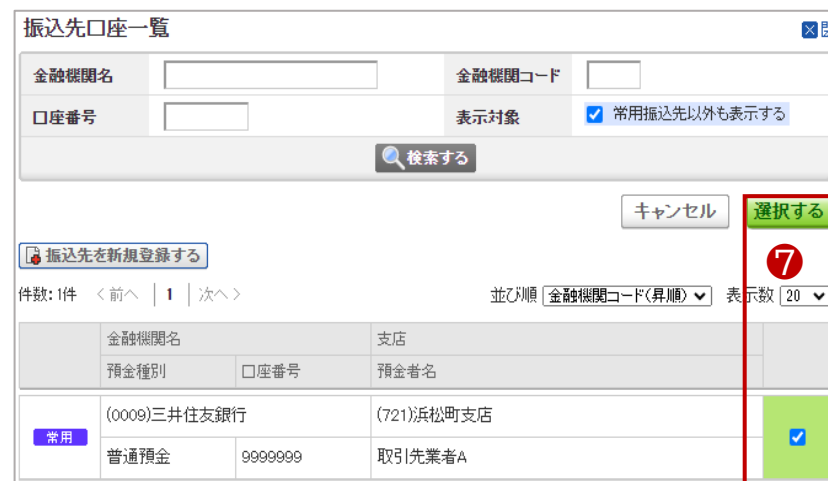 振込先口座一覧
金融機関名 金融機関コード
口座番号 表示対象 常用振込先以外も表示する
検索する
キャンセル 選択する
振込先を新規登録する
7
件数: 1件 <前へ | 1 | 次へ> 並び順 金融機関コード(昇順) 表示数 20
金融機関名 支店
預金種別 口座番号 預金者名
(0009)三井住友銀行 (721)浜松町支店
常用
普通預金 9999999 取引先業者A